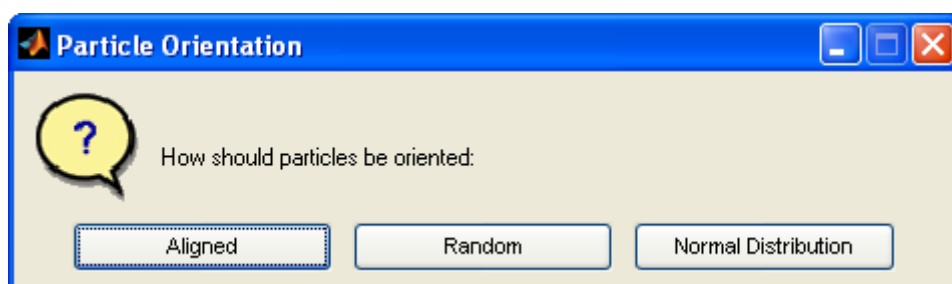 Particle Orientation
?
How should particles be oriented:
Aligned Random Normal Distribution